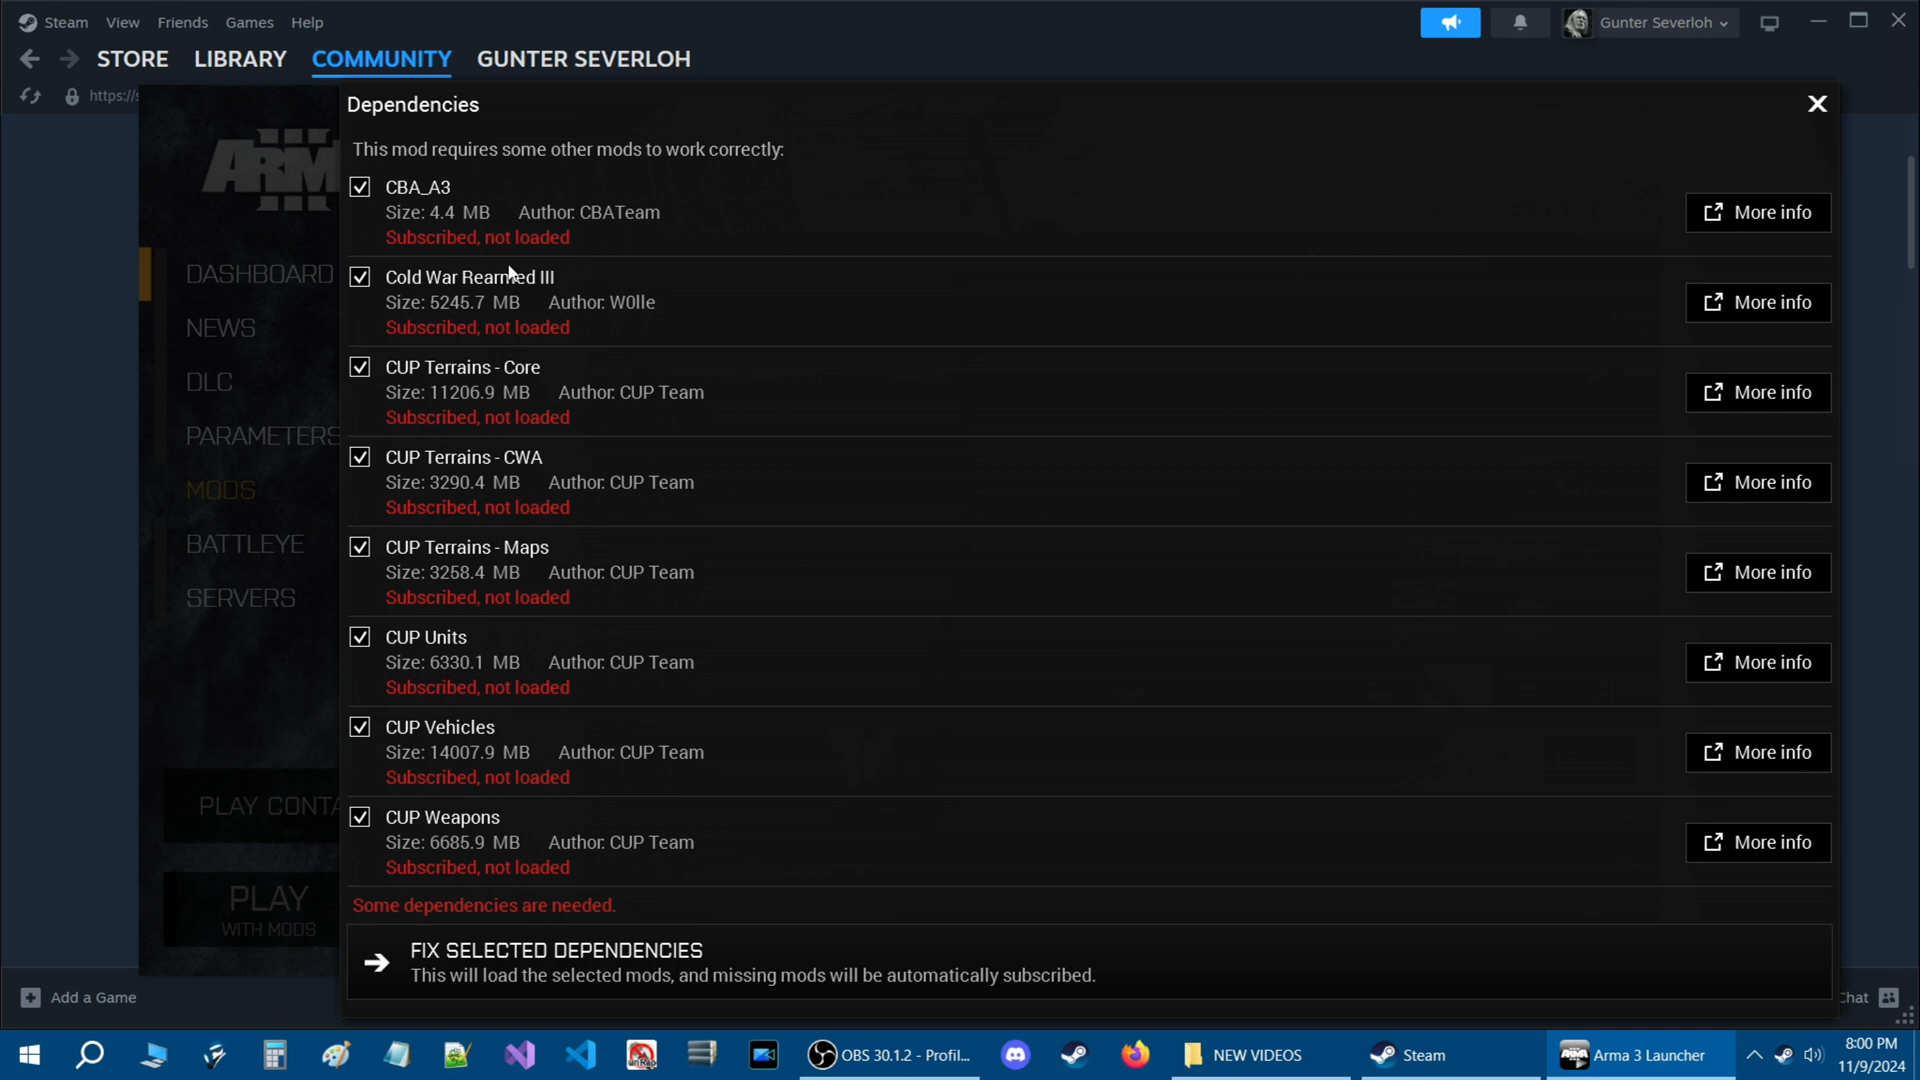 Steam View Friends Games Help
Gunter Severloh
STORE LIBRARY COMMUNITY GUNTER SEVERLOH
https://s
ARM
III
Dependencies
This mod requires some other mods to work correctly:
CBA_A3
Size: 4.4 MB Author: CBATeam
More info
Subscribed, not loaded
DASHBOARD
Cold War Rearmed III
Size: 5245.7 MB Author: W0lle
More info
Subscribed, not loaded
NEWS
CUP Terrains - Core
DLC
Size: 11206.9 MB Author: CUP Team
More info
Subscribed, not loaded
PARAMETERS
CUP Terrains - CWA
Size: 3290.4 MB Author: CUP Team
More info
MODS
Subscribed, not loaded
CUP Terrains - Maps
BATTLEYE
Size: 3258.4 MB Author: CUP Team
More info
Subscribed, not loaded
SERVERS
CUP Units
Size: 6330.1 MB Author: CUP Team
More info
Subscribed, not loaded
CUP Vehicles
Size: 14007.9 MB Author: CUP Team
More info
Subscribed, not loaded
PLAY CONTA
CUP Weapons
Size: 6685.9 MB Author: CUP Team
More info
Subscribed, not loaded
PLAY
WITH MODS
Some dependencies are needed.
FIX SELECTED DEPENDENCIES
This will load the selected mods, and missing mods will be automatically subscribed.
Add a Game
Chat
OBS 30.1.2 - Profil...
NEW VIDEOS
Steam
Arma 3 Launcher
8:00 PM
11/9/2024